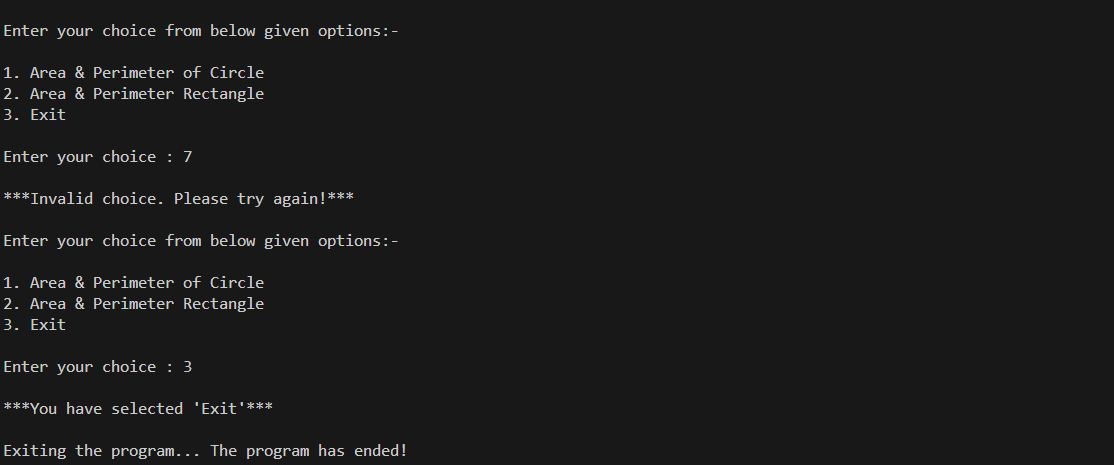 Enter your choice from below given options:-
1. Area & Perimeter of Circle
2. Area & Perimeter Rectangle
3. Exit
Enter your choice : 7
***Invalid choice. Please try again!***
Enter your choice from below given options:-
1. Area & Perimeter of Circle
2. Area & Perimeter Rectangle
3. Exit
Enter your choice : 3
***You have selected 'Exit'***
Exiting the program... The program has ended!